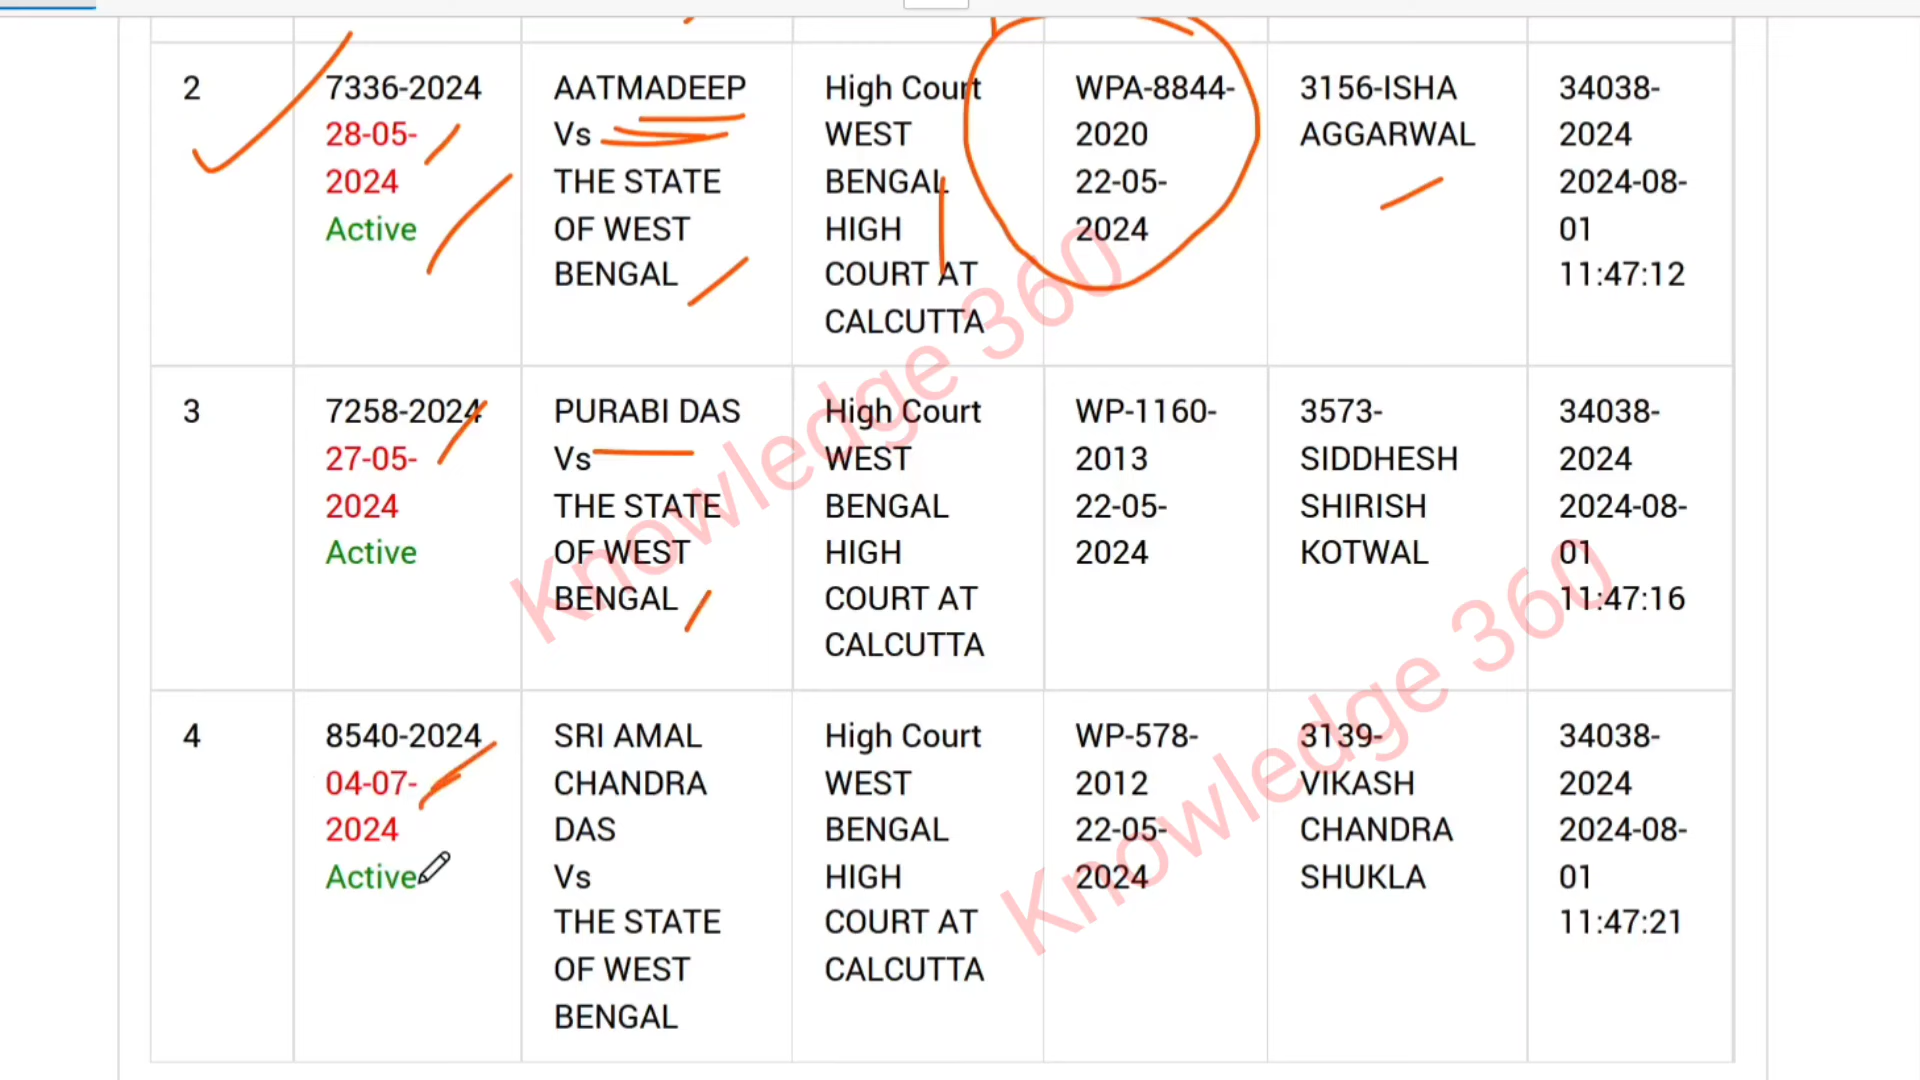 2
7336-2024
28-05-
2024
Active
AATMADEEP
Vs
THE STATE
OF WEST
BENGAL
High Court
WEST
BENGAL
HIGH
COURT AT
CALCUTTA
WPA-8844-
2020
22-05-
2024
3156-ISHA
AGGARWAL
34038-
2024
2024-08-
01
11:47:12
3
7258-2024
27-05-
2024
Active
PURABI DAS
Vs
THE STATE
OF WEST
BENGAL
High Court
WEST
BENGAL
HIGH
COURT AT
CALCUTTA
WP-1160-
2013
22-05-
2024
3573-
SIDDHESH
SHIRISH
KOTWAL
34038-
2024
2024-08-
01
11:47:16
4
8540-2024
04-07-
2024
Active
SRI AMAL
CHANDRA
DAS
Vs
THE STATE
OF WEST
BENGAL
High Court
WEST
BENGAL
HIGH
COURT AT
CALCUTTA
WP-578-
2012
22-05-
2024
3139-
VIKASH
CHANDRA
SHUKLA
34038-
2024
2024-08-
01
11:47:21
Knowledge 360
Knowledge 360